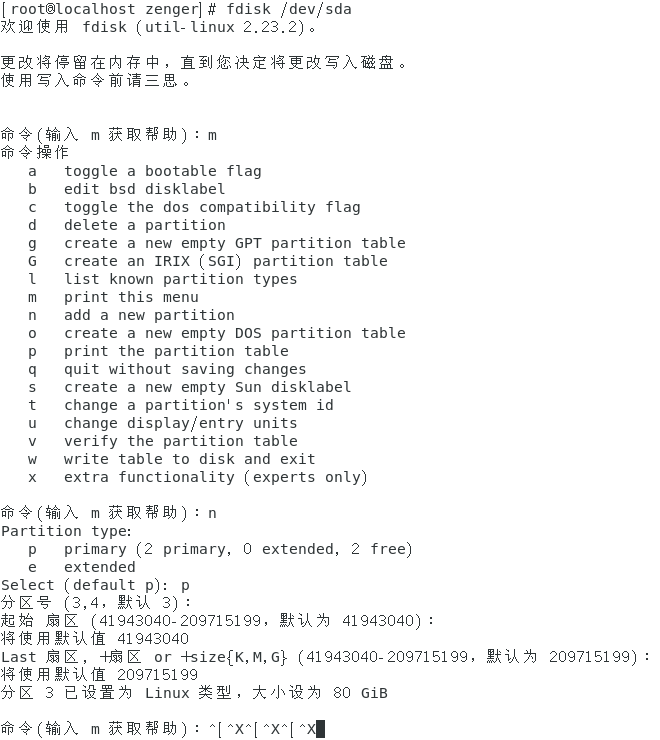 [root@localhost zenger]# fdisk /dev/sda
欢迎使用 fdisk (util-linux 2.23.2)。
更改将停留在内存中，直到您决定将更改写入磁盘。
使用写入命令前请三思。
命令(输入 m 获取帮助)：m
命令操作
a toggle a bootable flag
b edit bsd disklabel
c toggle the dos compatibility flag
d delete a partition
g create a new empty GPT partition table
G create an IRIX (SGI) partition table
l list known partition types
m print this menu
n add a new partition
o create a new empty DOS partition table
p print the partition table
q quit without saving changes
s create a new empty Sun disklabel
t change a partition's system id
u change display/entry units
v verify the partition table
w write table to disk and exit
x extra functionality (experts only)
命令(输入 m 获取帮助)：n
Partition type:
p primary (2 primary, 0 extended, 2 free)
e extended
Select (default p): p
分区号 (3,4，默认 3)：
起始 扇区 (41943040-209715199，默认为 41943040)：
将使用默认值 41943040
Last 扇区, +扇区 or +size{K,M,G} (41943040-209715199，默认为 209715199)：
将使用默认值 209715199
分区 3 已设置为 Linux 类型，大小设为 80 GiB
命令(输入 m 获取帮助)：^[^X^[^X^[^X